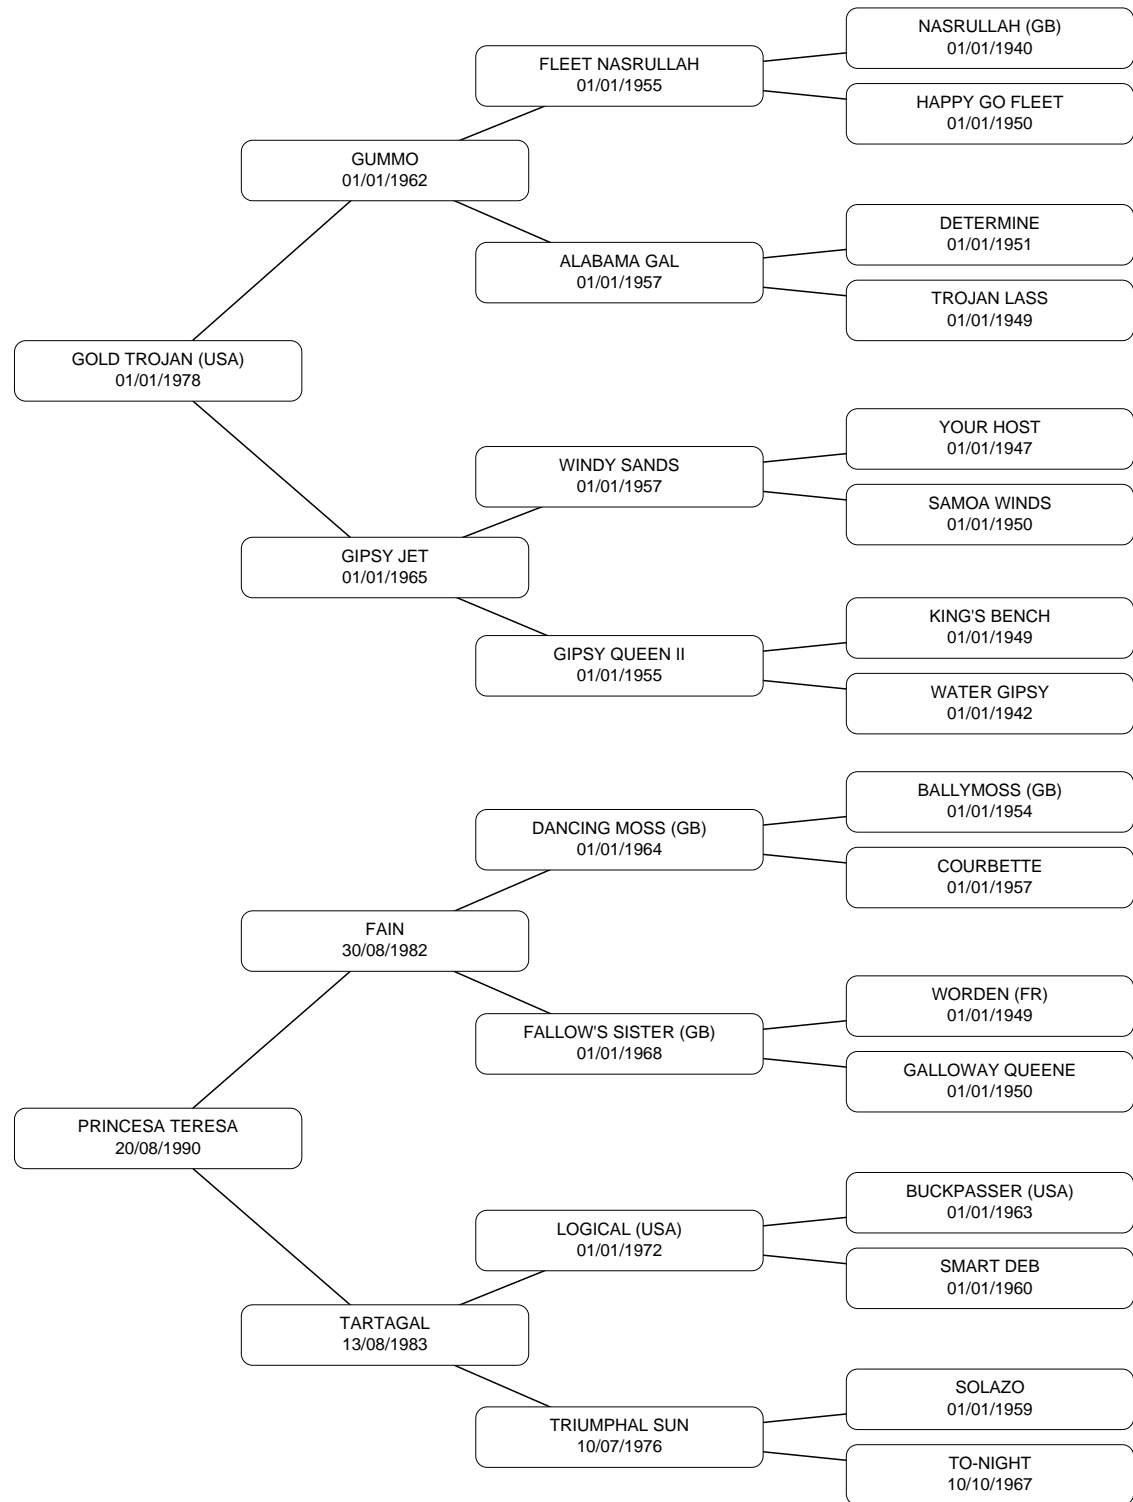 NASRULLAH (GB)
01/01/1940
FLEET NASRULLAH
01/01/1955
HAPPY GO FLEET
01/01/1950
GUMMO
01/01/1962
DETERMINE
01/01/1951
ALABAMA GAL
01/01/1957
TROJAN LASS
01/01/1949
GOLD TROJAN (USA)
01/01/1978
YOUR HOST
01/01/1947
WINDY SANDS
01/01/1957
SAMOA WINDS
01/01/1950
GIPSY JET
01/01/1965
KING'S BENCH
01/01/1949
GIPSY QUEEN II
01/01/1955
WATER GIPSY
01/01/1942
BALLYMOSS (GB)
01/01/1954
DANCING MOSS (GB)
01/01/1964
COURBETTE
01/01/1957
FAIN
30/08/1982
WORDEN (FR)
01/01/1949
FALLOW'S SISTER (GB)
01/01/1968
GALLOWAY QUEENE
01/01/1950
PRINCESA TERESA
20/08/1990
BUCKPASSER (USA)
01/01/1963
LOGICAL (USA)
01/01/1972
SMART DEB
01/01/1960
TARTAGAL
13/08/1983
SOLAZO
01/01/1959
TRIUMPHAL SUN
10/07/1976
TO-NIGHT
10/10/1967